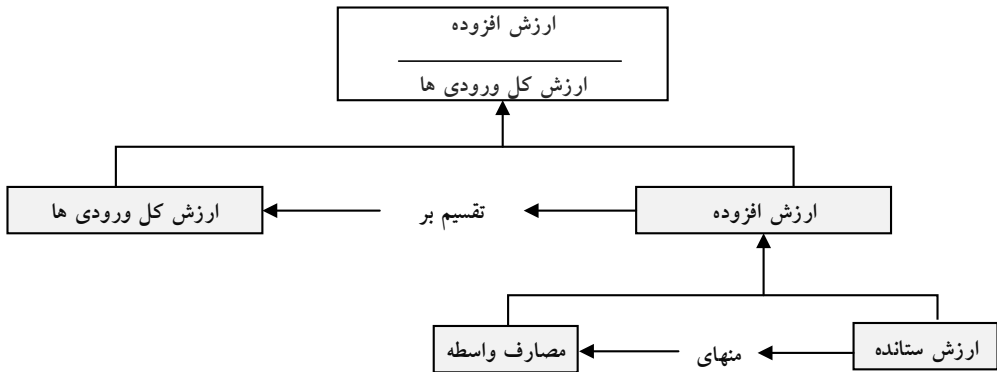 ارزش افزوده
ارزش کل ورودی ها
ارزش افزوده
تقسیم بر
ارزش کل ورودی ها
ارزش ستانده
منهای
مصارف واسطه